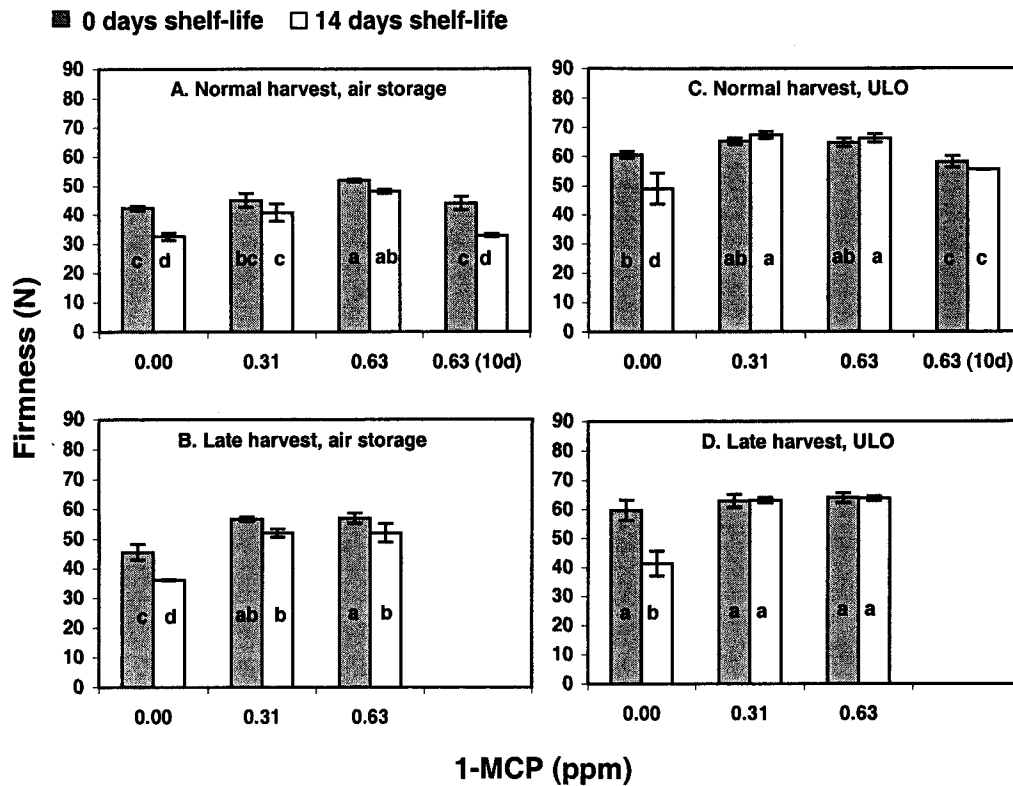 0 days shelf-life 14 days shelf-life
Firmness (N)
A. Normal harvest, air storage
90
80
70
60
50
40
30
20
10
0
c d bc c a ab c d
0.00 0.31 0.63 0.63 (10d)
C. Normal harvest, ULO
90
80
70
60
50
40
30
20
10
0
b d ab a ab a c c
0.00 0.31 0.63 0.63 (10d)
B. Late harvest, air storage
90
80
70
60
50
40
30
20
10
0
c d ab b a b
0.00 0.31 0.63
D. Late harvest, ULO
90
80
70
60
50
40
30
20
10
0
a b a a a a
0.00 0.31 0.63
1-MCP (ppm)